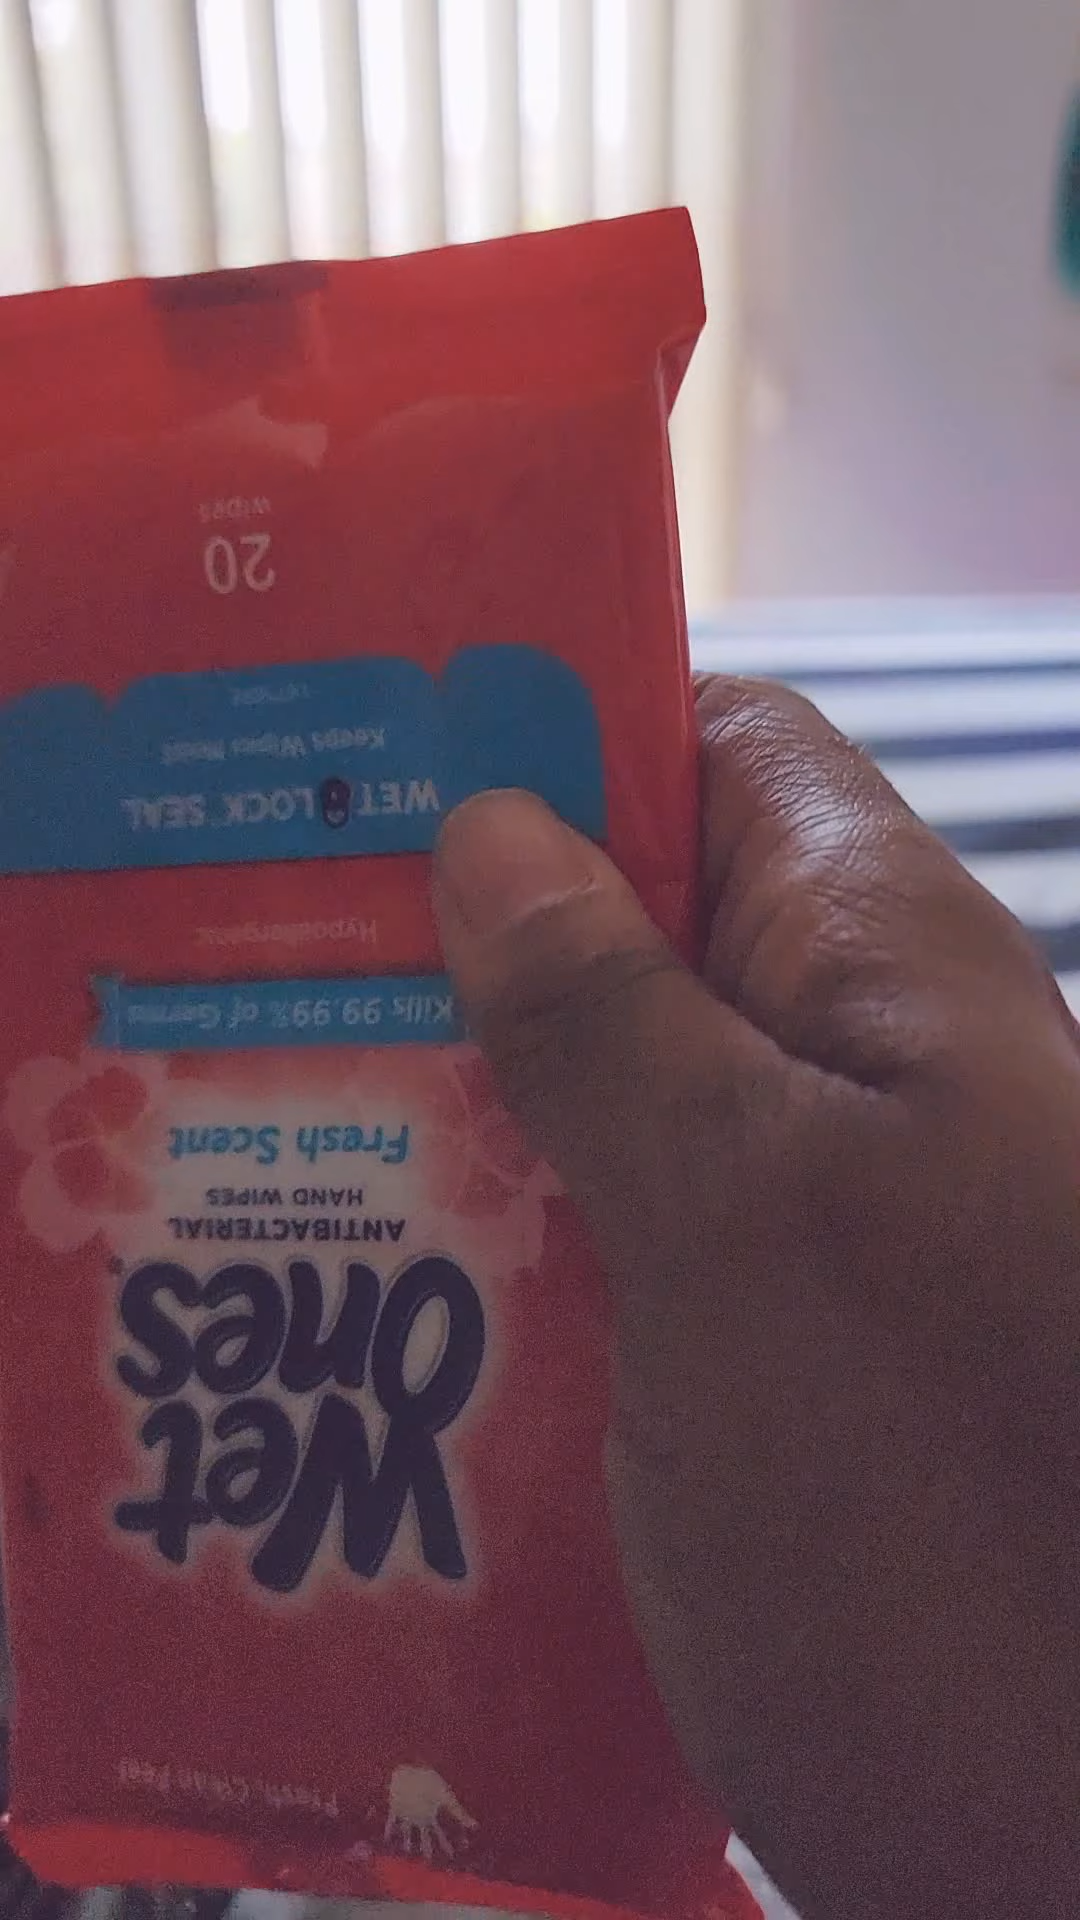 Fresh, Clean Feel
Wet
Ones
ANTIBACTERIAL
HAND WIPES
Fresh Scent
Kills 99.99% of Germs
Hypoallergenic
WET LOCK SEAL
Keeps Wipes Moist
20
wipes